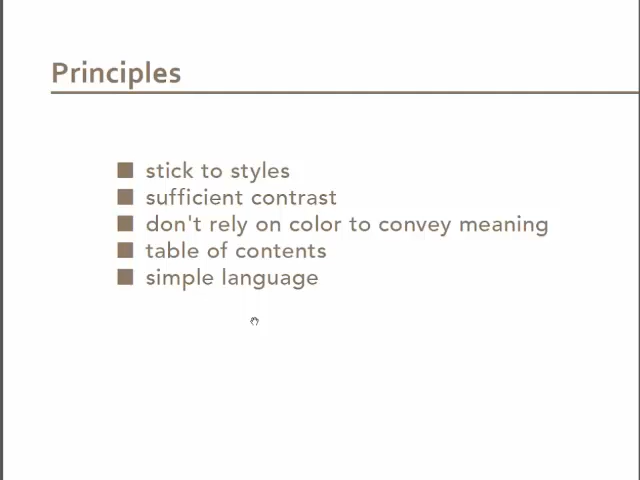 Principles
stick to styles
sufficient contrast
don't rely on color to convey meaning
table of contents
simple language